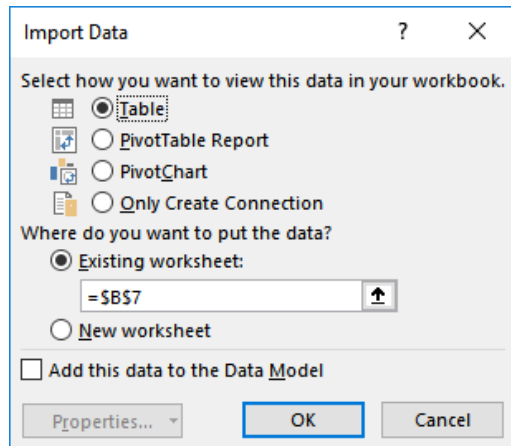 Import Data ?
Select how you want to view this data in your workbook.
Table
PivotTable Report
PivotChart
Only Create Connection
Where do you want to put the data?
Existing worksheet:
=$B$7
New worksheet
Add this data to the Data Model
Properties... OK Cancel